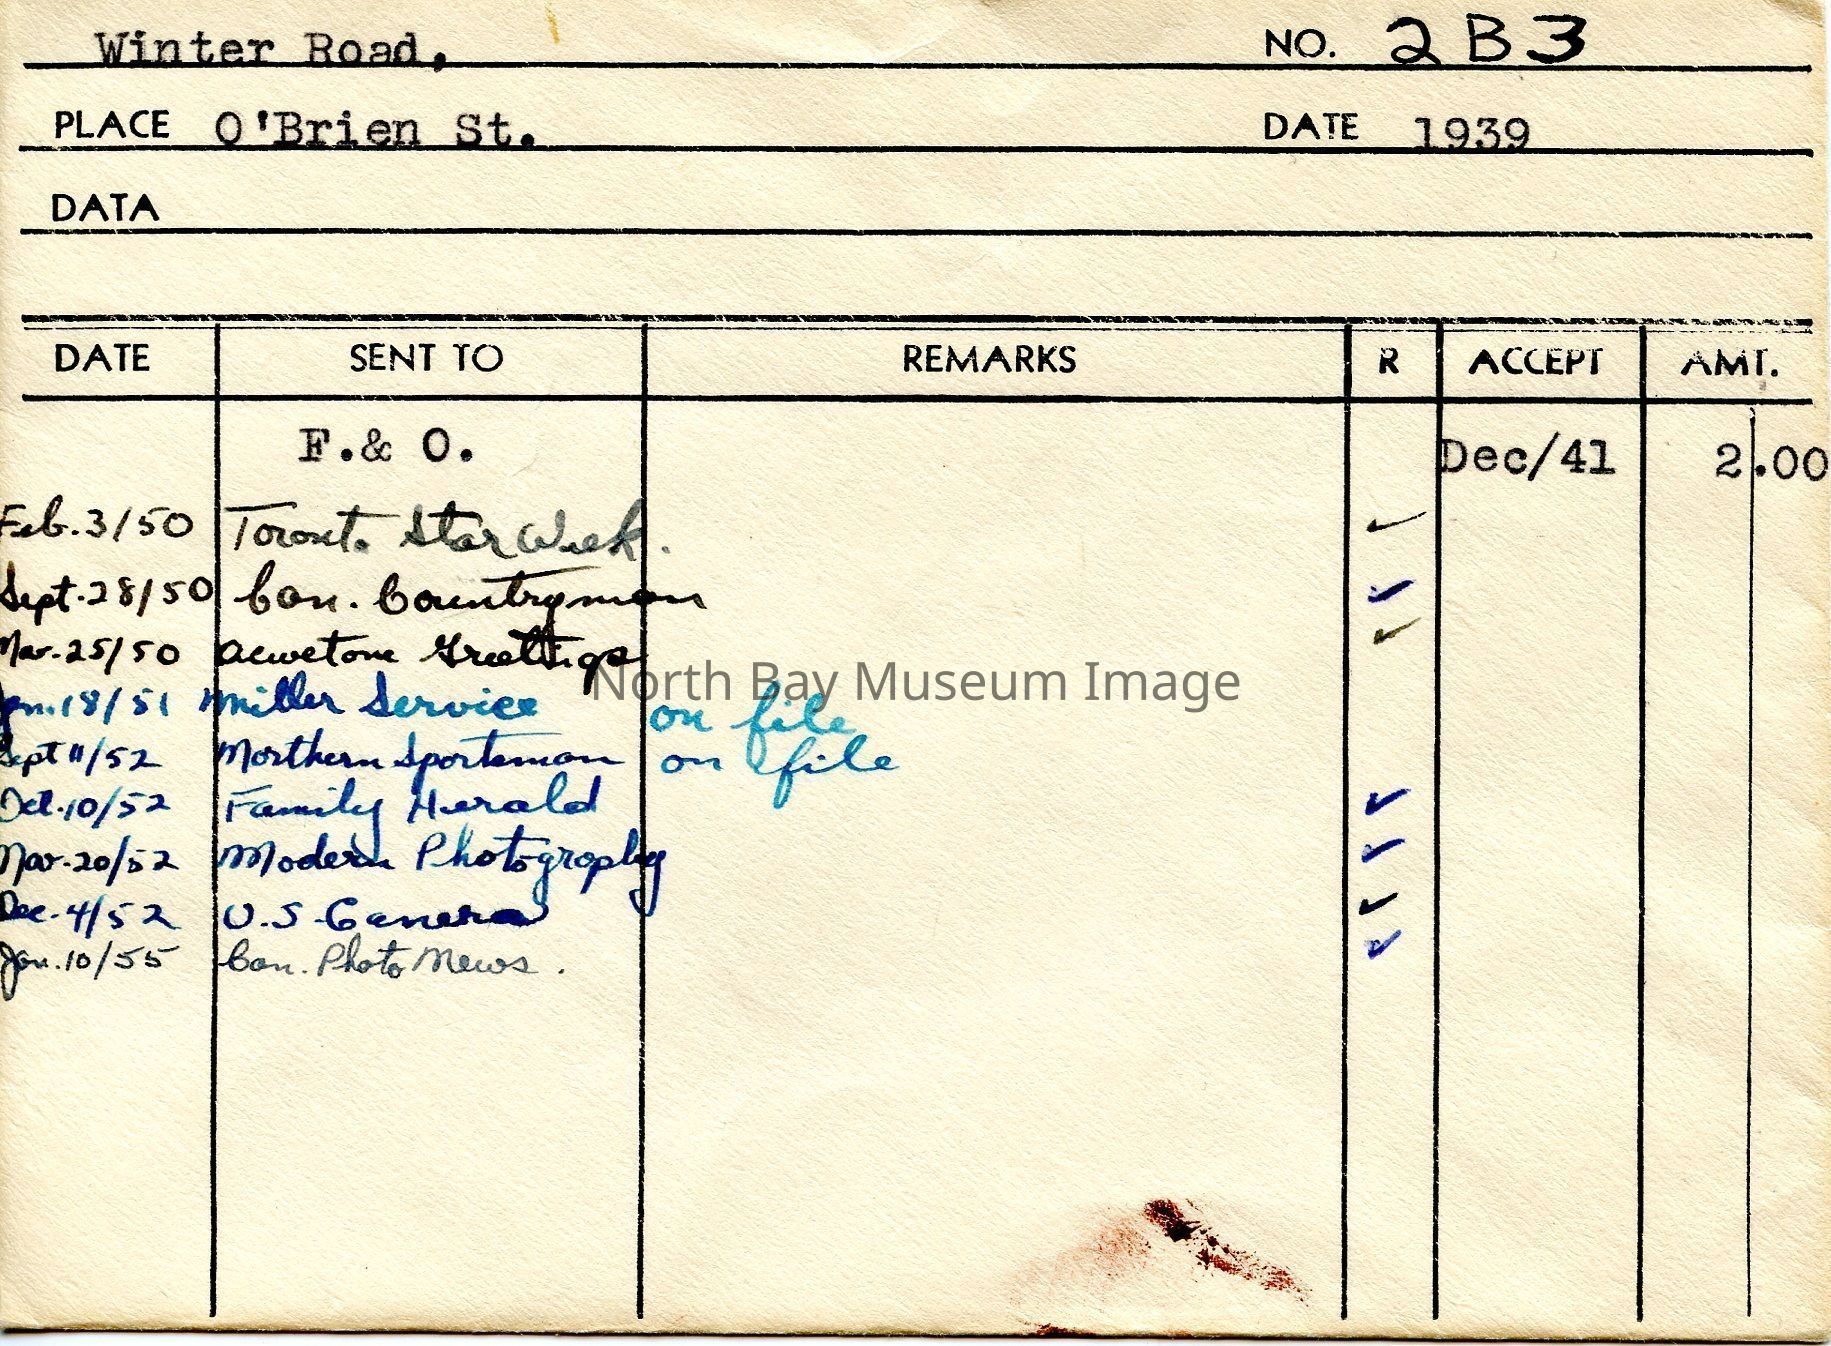 Winter Road, NO. 2B3
PLACE O'Brien St. DATE 1939
DATA
DATE SENT TO REMARKS R ACCEPT AMT.
F.& O. Dec/41 2.00
Feb. 3/50 Toronto Star Week. ✓
Sept. 28/50 Can. Countryman ✓
Mar. 25/50 Greetings ✓
Jan. 18/51 Miller Service on file
Sept 11/52 Northern Sportsman on file
Oct. 10/52 Family Herald ✓
20/52 Modern Photography ✓
Dec. 4/52 U.S. Camera ✓
Jan. 10/55 Can. Photo News. ✓
North Bay Museum Image